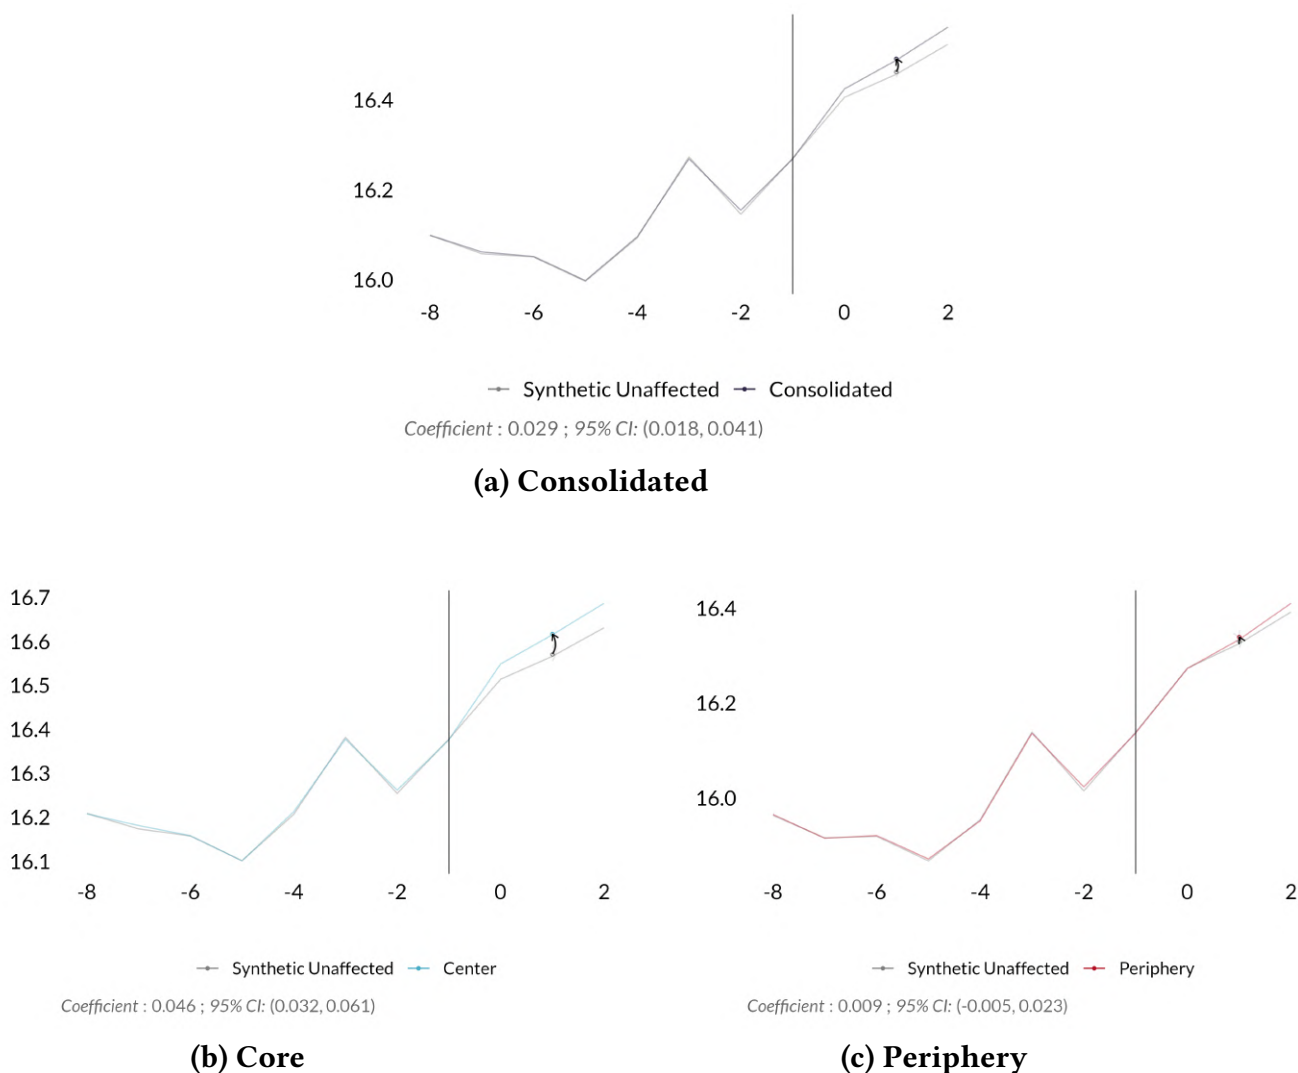 16.4
16.2
16.0
-8 -6 -4 -2 0 2
Synthetic Unaffected Consolidated
Coefficient : 0.029 ; 95% CI: (0.018, 0.041)
(a) Consolidated
16.7
16.6
16.5
16.4
16.3
16.2
16.1
-8 -6 -4 -2 0 2
Synthetic Unaffected Center
Coefficient : 0.046 ; 95% CI: (0.032, 0.061)
(b) Core
16.4
16.2
16.0
-8 -6 -4 -2 0 2
Synthetic Unaffected Periphery
Coefficient : 0.009 ; 95% CI: (-0.005, 0.023)
(c) Periphery